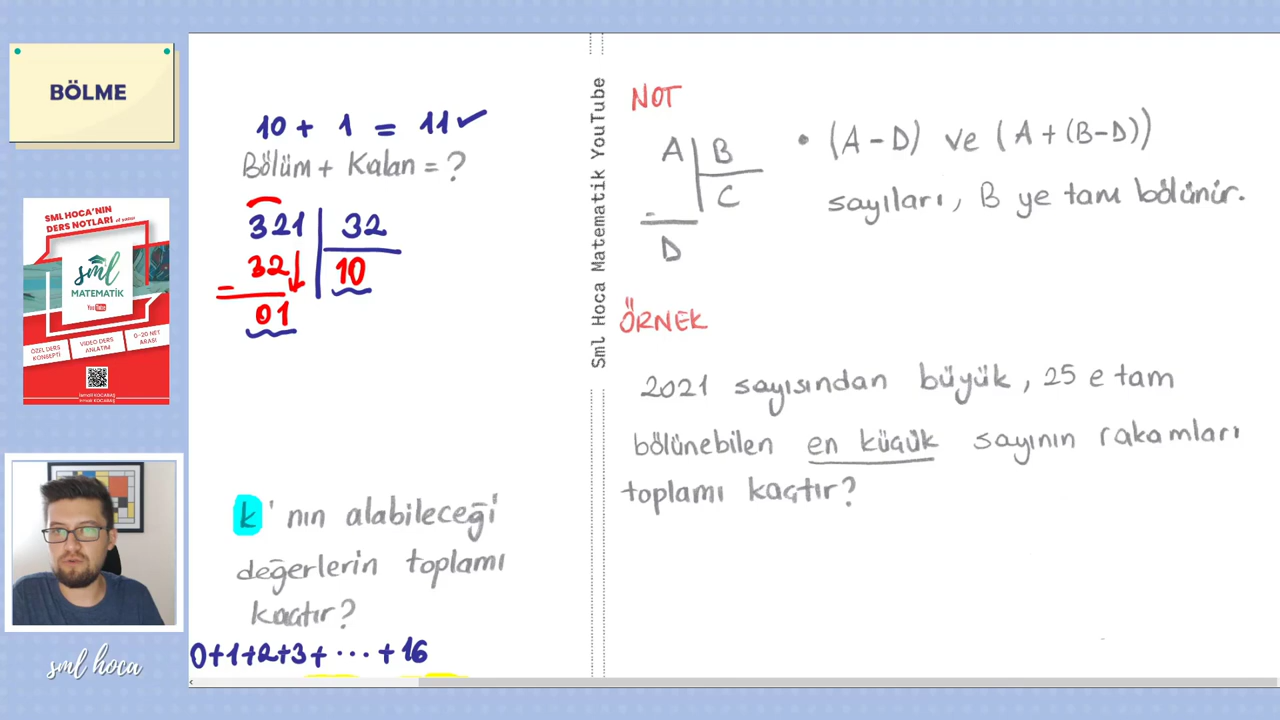 BÖLME
SML HOCA'NIN
DERS NOTLARI
sml
MATEMATİK
YouTube
ÖZEL DERS
KONSEPTİ
VİDEO DERS
ANLATIM
0-20 NET
ARASI
sml hoca
10 + 1 = 11 ✓
Bölüm + Kalan = ?
321 | 32
32 | 10
- 01
k' nın alabileceği
değerlerin toplamı
kaçtır?
0+1+2+3+ ... + 16
Sml Hoca Matematik YouTube
NOT
A | B
C
D
• (A - D) ve (A + (B - D))
sayıları, B ye tam bölünür.
ÖRNEK
2021 sayısından büyük, 25 e tam
bölünebilen en küçük sayının rakamları
toplamı kaçtır?